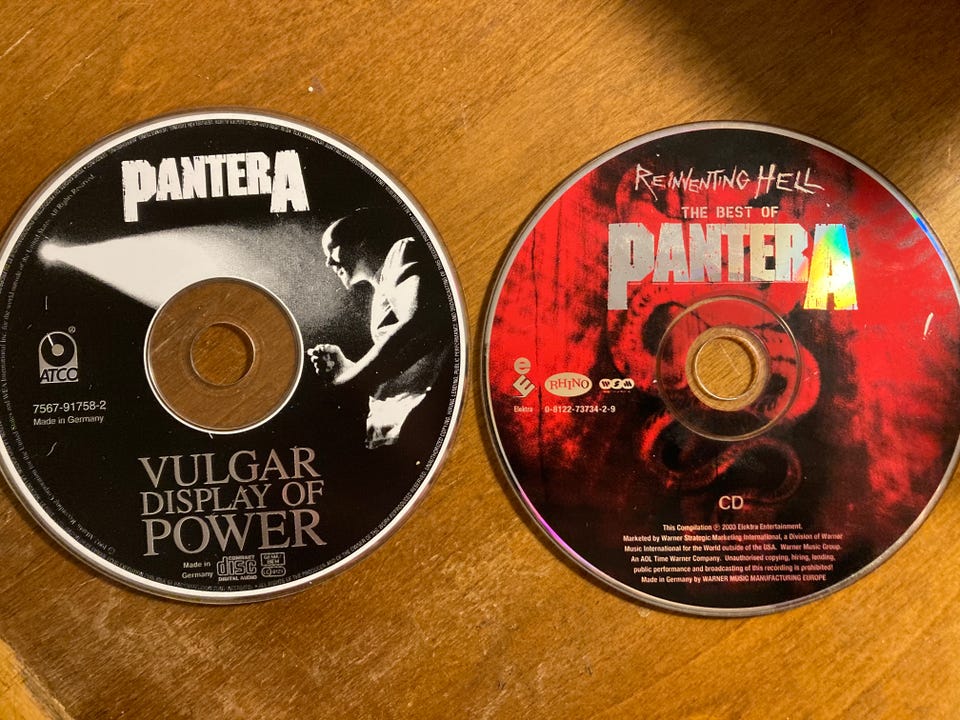 PANTERA
ATCO
®
7567-91758-2
Made in Germany
VULGAR
DISPLAY OF
POWER
Made in
Germany
COMPACT
disc
DIGITAL AUDIO
REINVENTING HELL
THE BEST OF
PANTERA
Elektra
RHINO
WSM
0-8122-73734-2-9
CD
This Compilation ℗ 2003 Elektra Entertainment.
Marketed by Warner Strategic Marketing International, a Division of Warner
Music International for the World outside of the USA. Warner Music Group.
An AOL Time Warner Company. Unauthorised copying, hiring, lending,
public performance and broadcasting of this recording is prohibited!
Made in Germany by WARNER MUSIC MANUFACTURING EUROPE